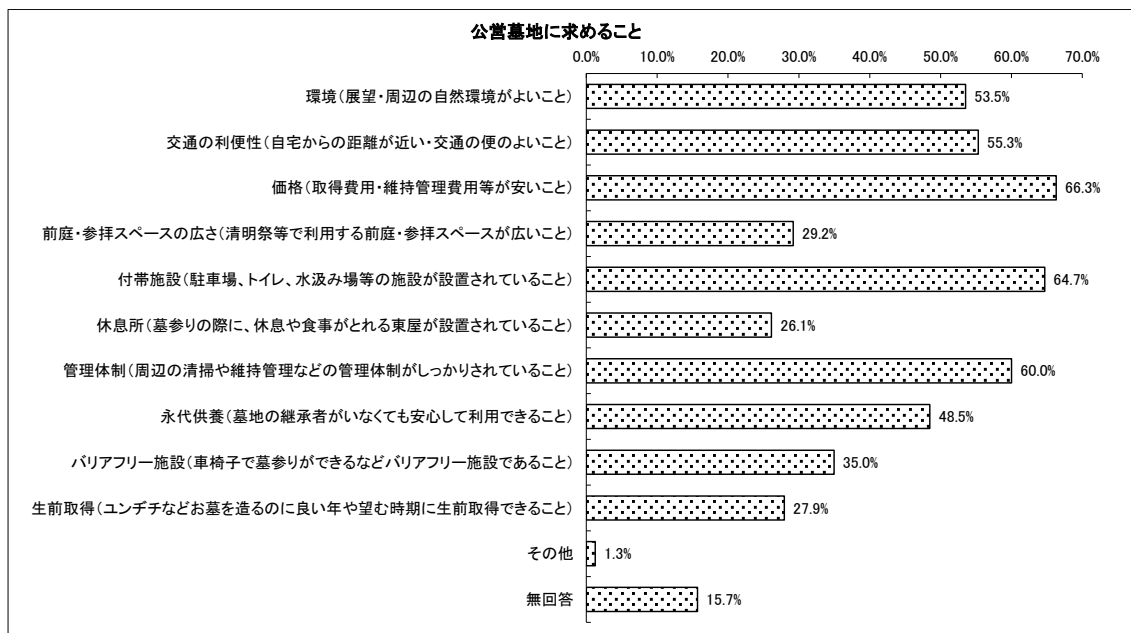 公営墓地に求めること
0.0% 10.0% 20.0% 30.0% 40.0% 50.0% 60.0% 70.0%
環境(展望・周辺の自然環境がよいこと) 53.5%
交通の利便性(自宅からの距離が近い・交通の便のよいこと) 55.3%
価格(取得費用・維持管理費用等が安いこと) 66.3%
前庭・参拝スペースの広さ(清明祭等で利用する前庭・参拝スペースが広いこと) 29.2%
付帯施設(駐車場、トイレ、水汲み場等の施設が設置されていること) 64.7%
休息所(墓参りの際に、休息や食事がとれる東屋が設置されていること) 26.1%
管理体制(周辺の清掃や維持管理などの管理体制がしっかりされていること) 60.0%
永代供養(墓地の継承者がいなくても安心して利用できること) 48.5%
バリアフリー施設(車椅子で墓参りができるなどバリアフリー施設であること) 35.0%
生前取得(ユンヂチなどお墓を造るのに良い年や望む時期に生前取得できること) 27.9%
その他 1.3%
無回答 15.7%